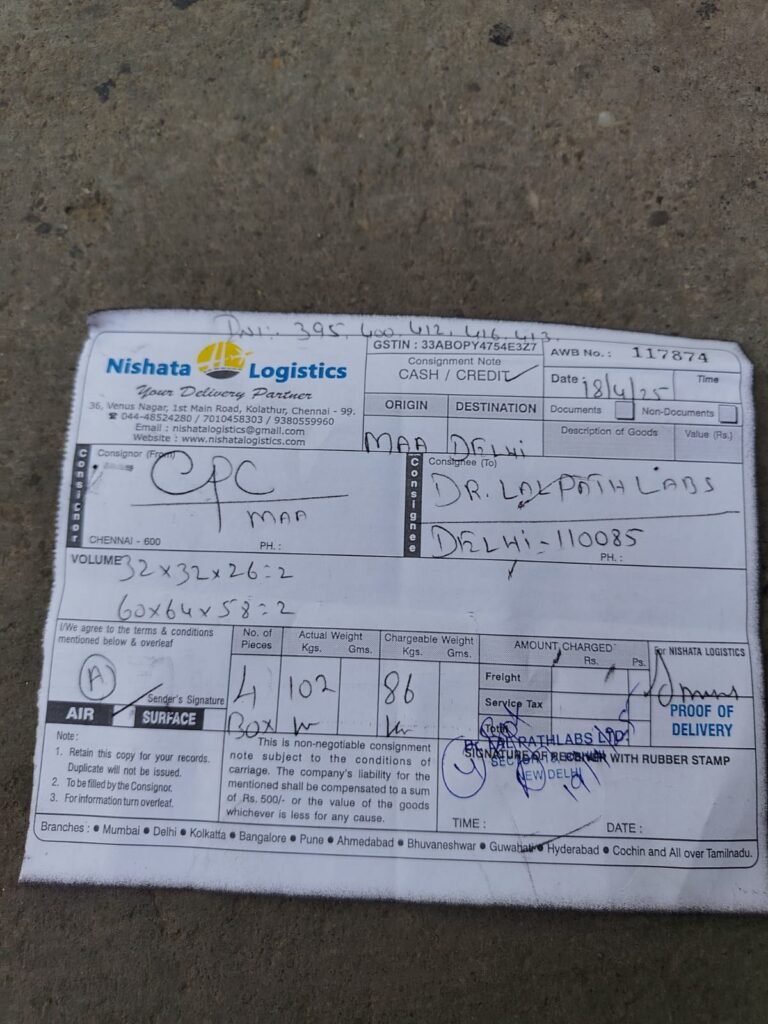 395, 400, 412, 416, 413
Nishata Logistics
Your Delivery Partner
36, Venus Nagar, 1st Main Road, Kolathur, Chennai - 99.
☎ 044-48524280 / 7010458303 / 9380559960
Email : nishatalogistics@gmail.com
Website : www.nishatalogistics.com
GSTIN : 33ABOPY4754E3Z7
Consignment Note
CASH / CREDIT ✓
AWB No. : 117874
Date 18/4/25 Time
ORIGIN DESTINATION
MAA DELHI
Documents Non-Documents
Description of Goods Value (Rs.)
Consignor
Consignor (From)
CPC
MAA
CHENNAI - 600 PH. :
Consignee
Consignee (To)
DR. LAL PATH LABS
DELHI - 110085
PH. :
VOLUME
32x32x26=2
60x64x58=2
I/We agree to the terms & conditions
mentioned below & overleaf
A
Sender's Signature
AIR SURFACE
No. of Pieces
4
BOX
Actual Weight
Kgs. Gms.
102
Chargeable Weight
Kgs. Gms.
86
AMOUNT CHARGED
Rs. Ps.
Freight
Service Tax
Total
For NISHATA LOGISTICS
PROOF OF
DELIVERY
Note :
1. Retain this copy for your records.
Duplicate will not be issued.
2. To be filled by the Consignor.
3. For information turn overleaf.
This is non-negotiable consignment
note subject to the conditions of
carriage. The company's liability for the
mentioned shall be compensated to a sum
of Rs. 500/- or the value of the goods
whichever is less for any cause.
LAL PATHLABS LTD
SIGNATURE OF RECEIVER WITH RUBBER STAMP
NEW DELHI
4
TIME : DATE :
Branches : ● Mumbai ● Delhi ● Kolkatta ● Bangalore ● Pune ● Ahmedabad ● Bhuvaneshwar ● Guwahati ● Hyderabad ● Cochin and All over Tamilnadu.